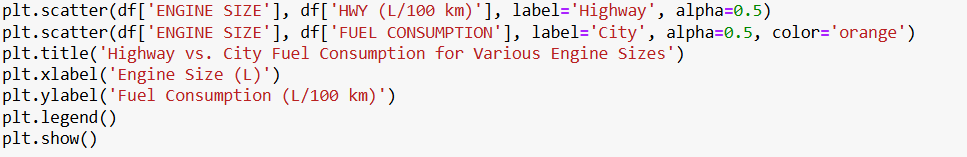 plt.scatter(df['ENGINE SIZE'], df['HWY (L/100 km)'], label='Highway', alpha=0.5)
plt.scatter(df['ENGINE SIZE'], df['FUEL CONSUMPTION'], label='City', alpha=0.5, color='orange')
plt.title('Highway vs. City Fuel Consumption for Various Engine Sizes')
plt.xlabel('Engine Size (L)')
plt.ylabel('Fuel Consumption (L/100 km)')
plt.legend()
plt.show()